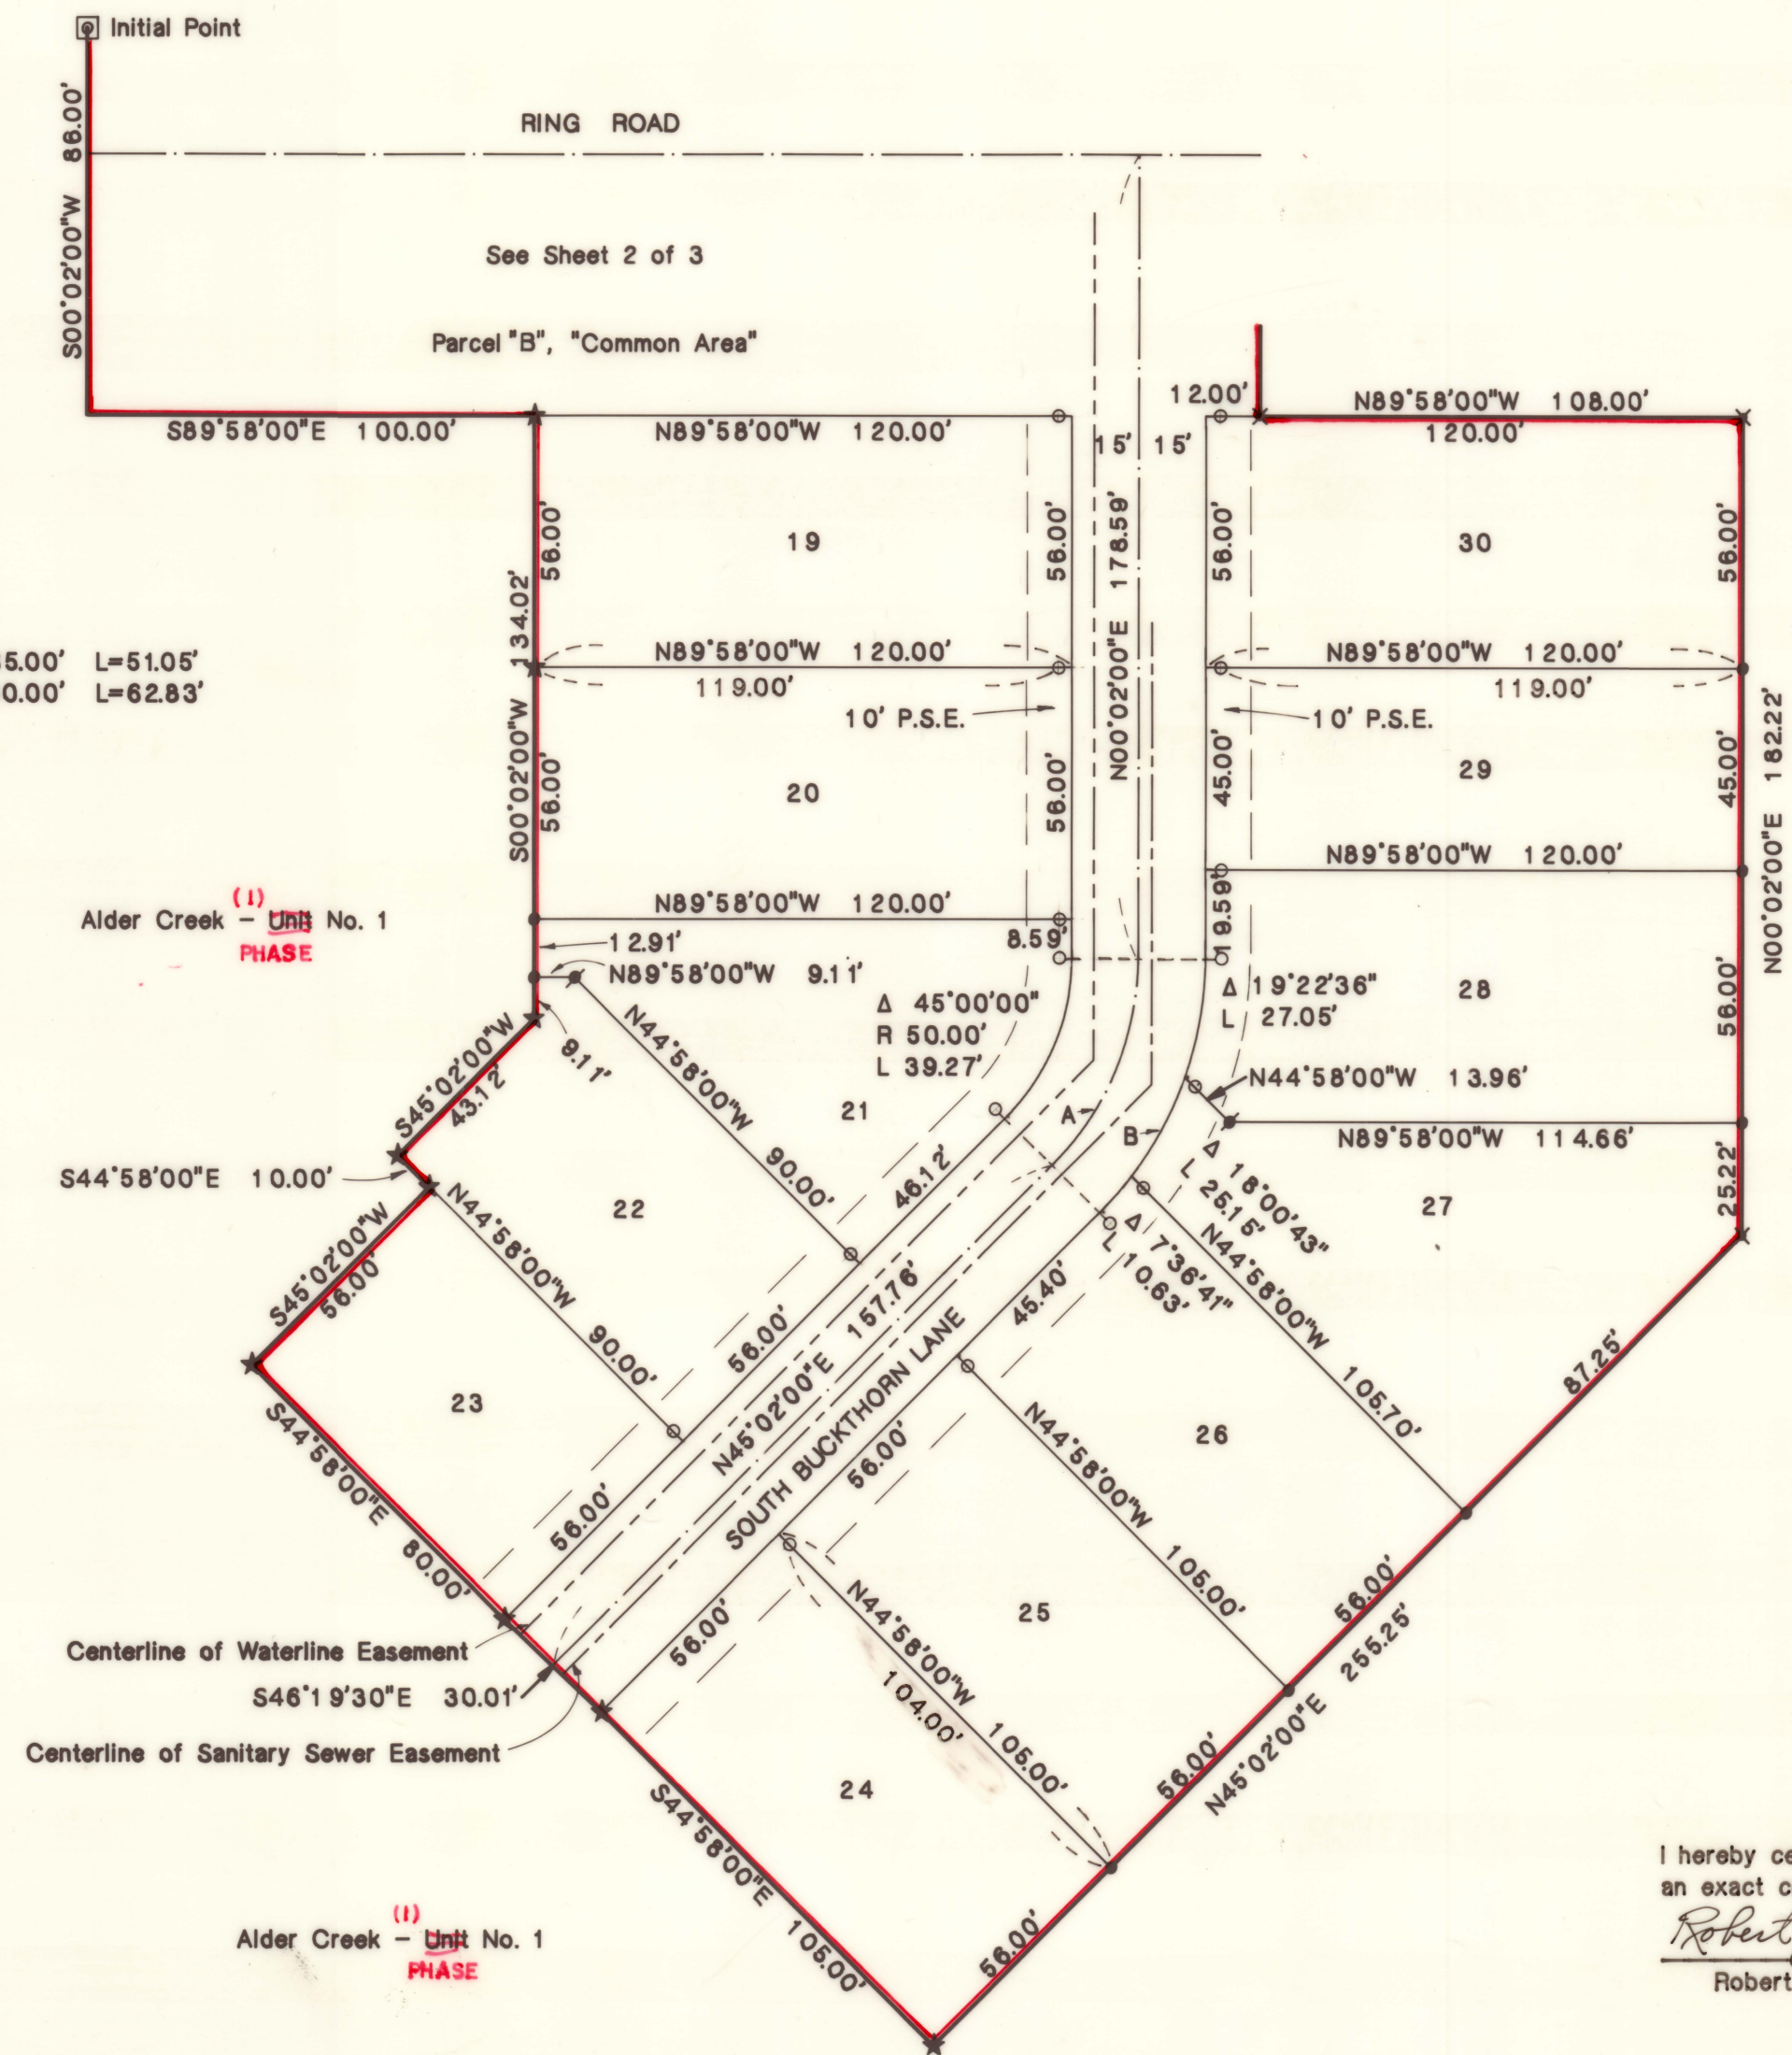 Initial Point
S00°02'00"W 86.00'
RING ROAD
See Sheet 2 of 3
Parcel "B", "Common Area"
S89°58'00"E 100.00'
N89°58'00"W 120.00'
12.00'
N89°58'00"W 108.00'
120.00'
15' 15'
134.02'
S00°02'00"W
56.00'
19
56.00'
N00°02'00"E 178.59'
56.00'
30
56.00'
5.00' L=51.05'
0.00' L=62.83'
N89°58'00"W 120.00'
119.00'
N89°58'00"W 120.00'
119.00'
10' P.S.E.
10' P.S.E.
56.00'
20
56.00'
45.00'
29
45.00'
N00°02'00"E 182.22'
N89°58'00"W 120.00'
N89°58'00"W 120.00'
(1)
Alder Creek - Unit No. 1
PHASE
12.91'
8.59'
19.59'
N89°58'00"W 9.11'
9.11'
Δ 45°00'00"
R 50.00'
L 39.27'
Δ 19°22'36"
L 27.05'
28
56.00'
N44°58'00"W 13.96'
N89°58'00"W 114.66'
S45°02'00"W
43.12'
N44°58'00"W 90.00'
21
A
B
46.12'
Δ 18°00'43"
L 25.15'
27
25.22'
S44°58'00"E 10.00'
22
S45°02'00"W
56.00'
N44°58'00"W 90.00'
56.00'
Δ 7°36'41"
L 10.63'
N44°58'00"W 105.70'
87.25'
23
S44°58'00"E 80.00'
56.00'
N45°02'00"E 157.76'
SOUTH BUCKTHORN LANE
45.40'
26
N44°58'00"W 105.00'
56.00'
56.00'
25
56.00'
N44°58'00"W 105.00'
104.00'
56.00'
N45°02'00"E 255.25'
Centerline of Waterline Easement
S46°19'30"E 30.01'
Centerline of Sanitary Sewer Easement
24
S44°58'00"E 105.00'
56.00'
(1)
Alder Creek - Unit No. 1
PHASE
I hereby ce
an exact c
Robert
Robert